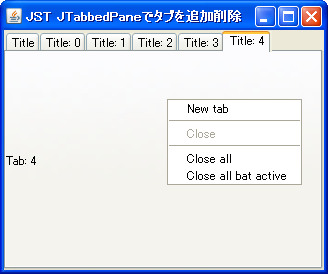 JST JTabbedPaneでタブを追加削除
Title Title: 0 Title: 1 Title: 2 Title: 3 Title: 4
New tab
Close
Tab: 4
Close all
Close all bat active